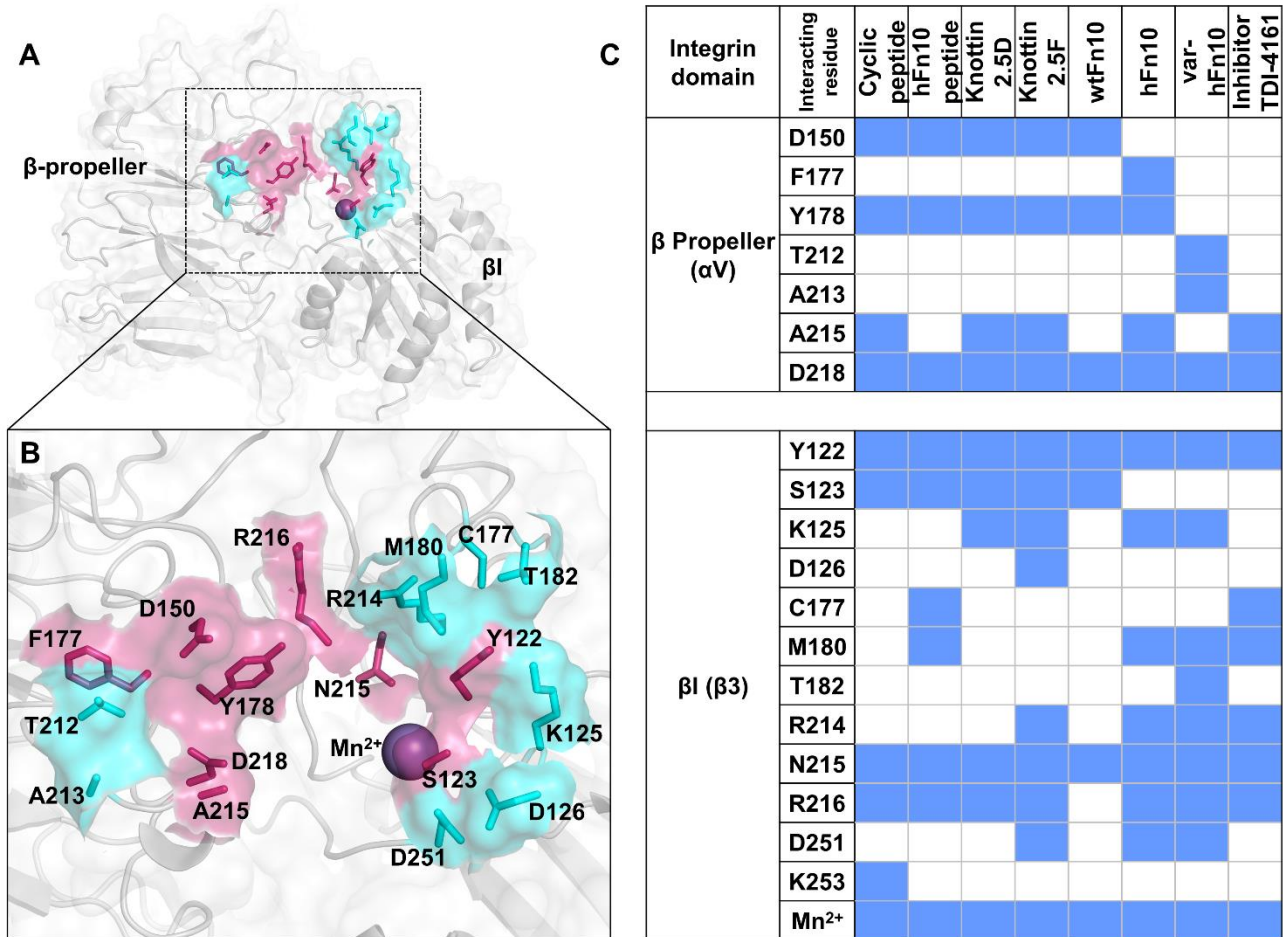 A
β-propeller
βI
B
R216
M180
C177
T182
R214
D150
F177
Y122
N215
Y178
T212
K125
Mn²⁺
D218
S123
A213
A215
D126
D251
C
Integrin domain
Interacting residue
Cyclic peptide
hFn10 peptide
Knottin 2.5D
Knottin 2.5F
wtFn10
hFn10
var-hFn10
Inhibitor TDI-4161
β Propeller (αV)
D150
F177
Y178
T212
A213
A215
D218
βI (β3)
Y122
S123
K125
D126
C177
M180
T182
R214
N215
R216
D251
K253
Mn²⁺